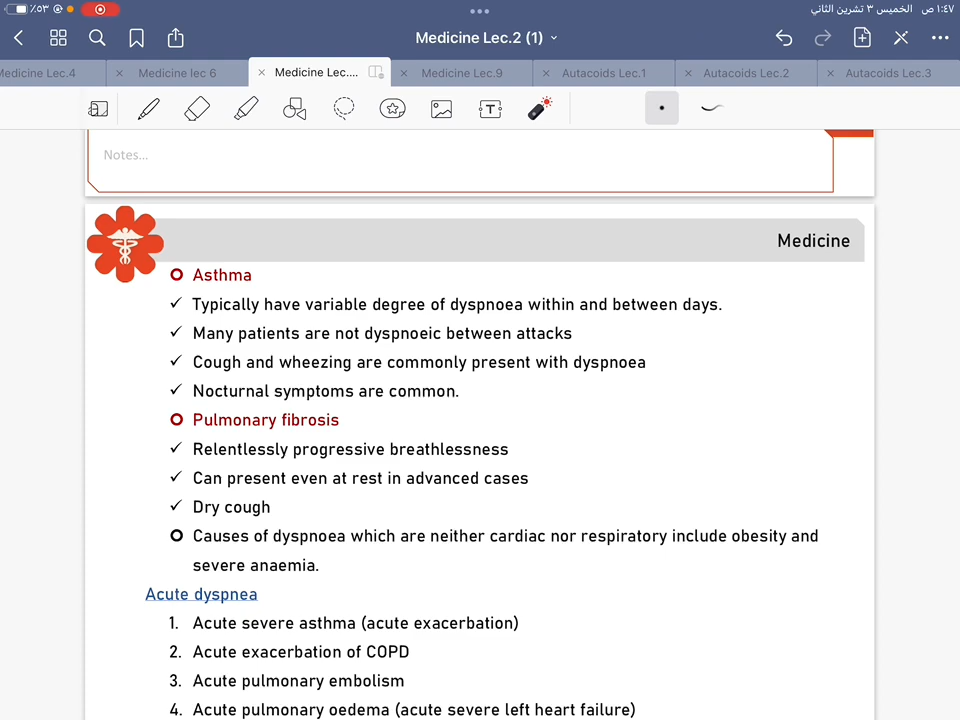 ٪٥٣
١:٤٧ ص الخميس ٣ تشرين الثاني
Medicine Lec.2 (1)
Medicine Lec.4
Medicine lec 6
Medicine Lec....
Medicine Lec.9
Autacoids Lec.1
Autacoids Lec.2
Autacoids Lec.3
T
Notes...
Medicine
Asthma
✓ Typically have variable degree of dyspnoea within and between days.
✓ Many patients are not dyspnoeic between attacks
✓ Cough and wheezing are commonly present with dyspnoea
✓ Nocturnal symptoms are common.
Pulmonary fibrosis
✓ Relentlessly progressive breathlessness
✓ Can present even at rest in advanced cases
✓ Dry cough
Causes of dyspnoea which are neither cardiac nor respiratory include obesity and
severe anaemia.
Acute dyspnea
1. Acute severe asthma (acute exacerbation)
2. Acute exacerbation of COPD
3. Acute pulmonary embolism
4. Acute pulmonary oedema (acute severe left heart failure)